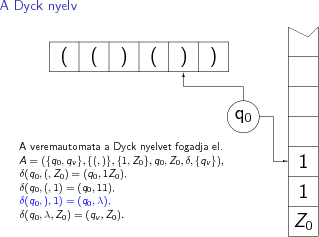 A Dyck nyelv
( ( ) ( ) )
q₀
1
1
Z₀
A veremautomata a Dyck nyelvet fogadja el.
A = ({q₀, qᵥ}, {(, )}, {1, Z₀}, q₀, Z₀, δ, {qᵥ}),
δ(q₀, (, Z₀) = (q₀, 1Z₀).
δ(q₀, (, 1) = (q₀, 11).
δ(q₀, ), 1) = (q₀, λ).
δ(q₀, λ, Z₀) = (qᵥ, Z₀).